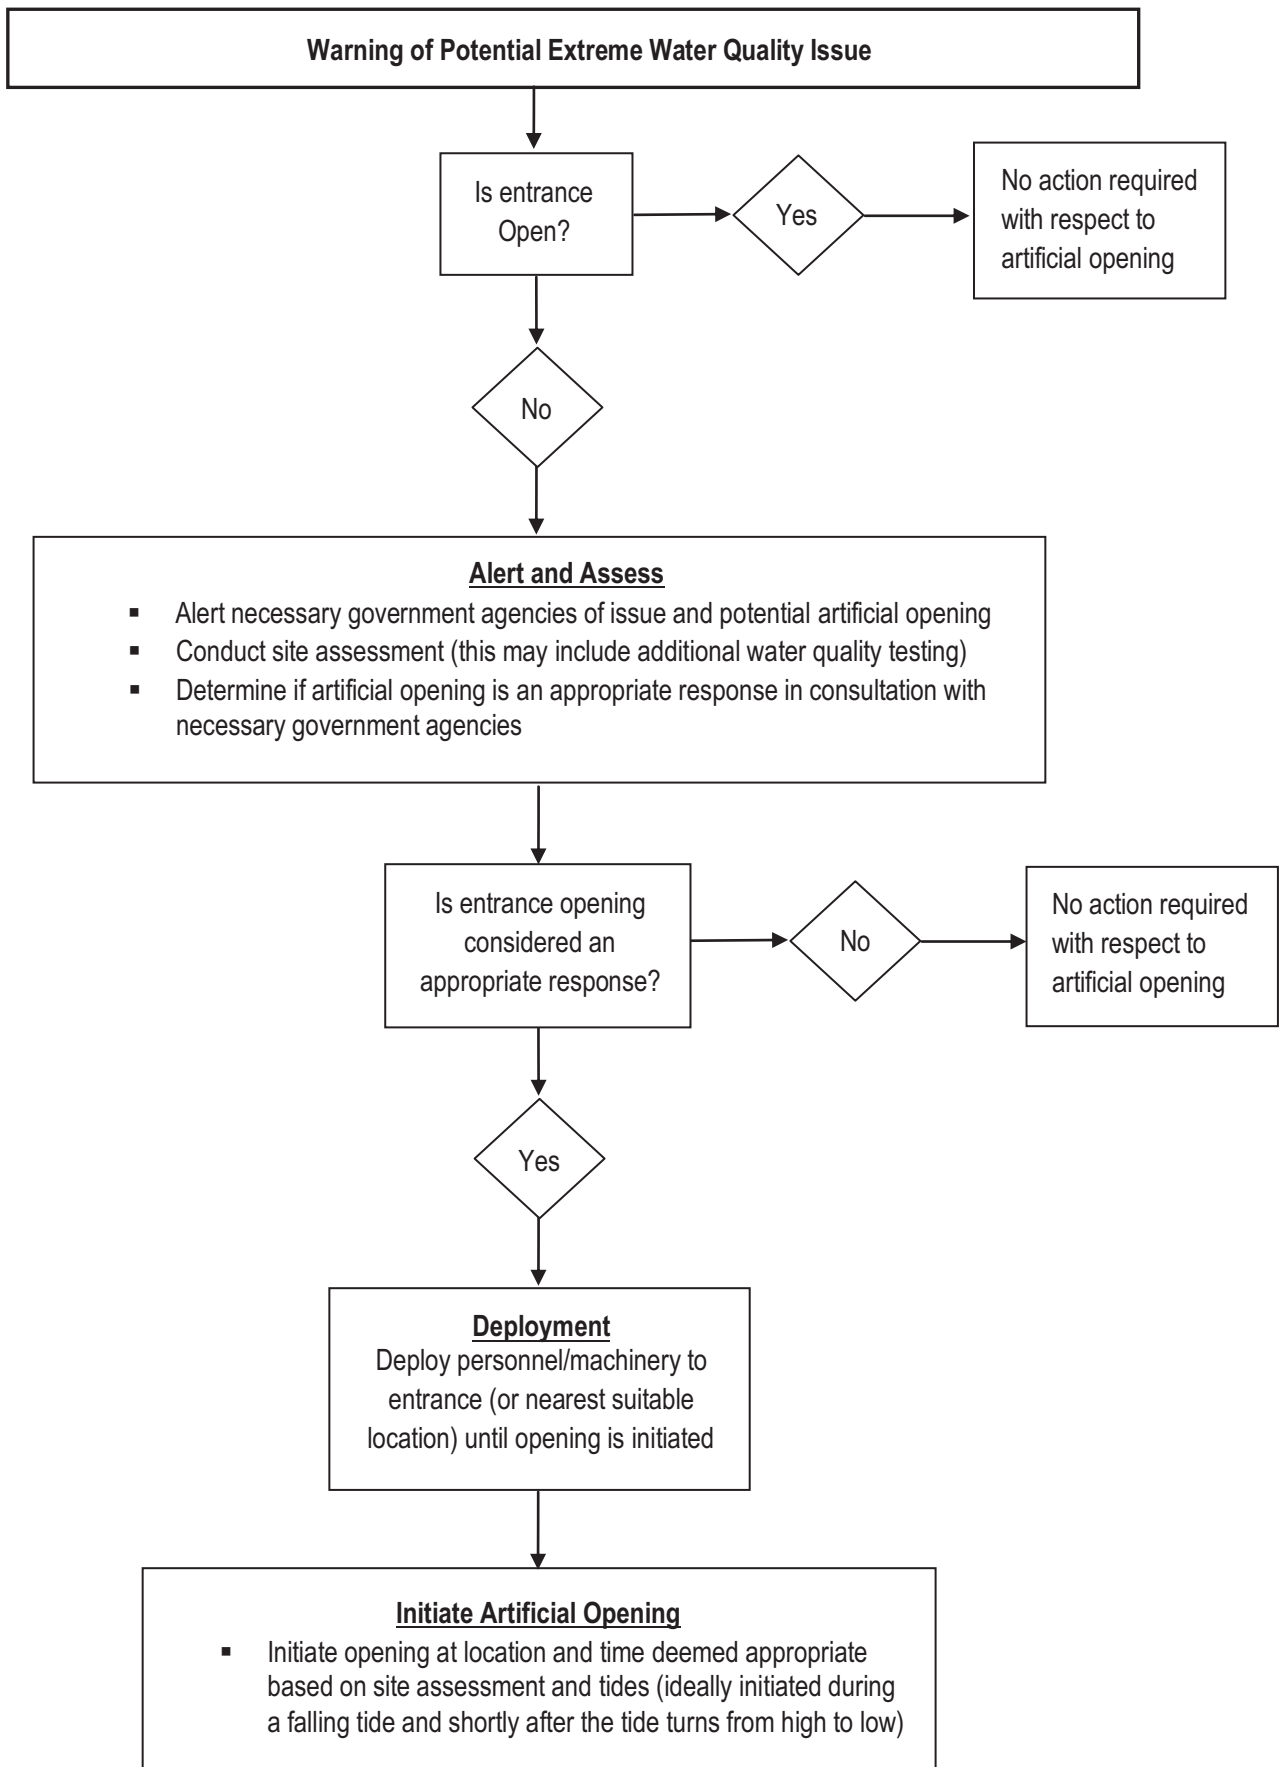 Warning of Potential Extreme Water Quality Issue
Is entrance
Open?
Yes
No action required
with respect to
artificial opening
No
Alert and Assess
▪ Alert necessary government agencies of issue and potential artificial opening
▪ Conduct site assessment (this may include additional water quality testing)
▪ Determine if artificial opening is an appropriate response in consultation with
necessary government agencies
Is entrance opening
considered an
appropriate response?
No
No action required
with respect to
artificial opening
Yes
Deployment
Deploy personnel/machinery to
entrance (or nearest suitable
location) until opening is initiated
Initiate Artificial Opening
▪ Initiate opening at location and time deemed appropriate
based on site assessment and tides (ideally initiated during
a falling tide and shortly after the tide turns from high to low)